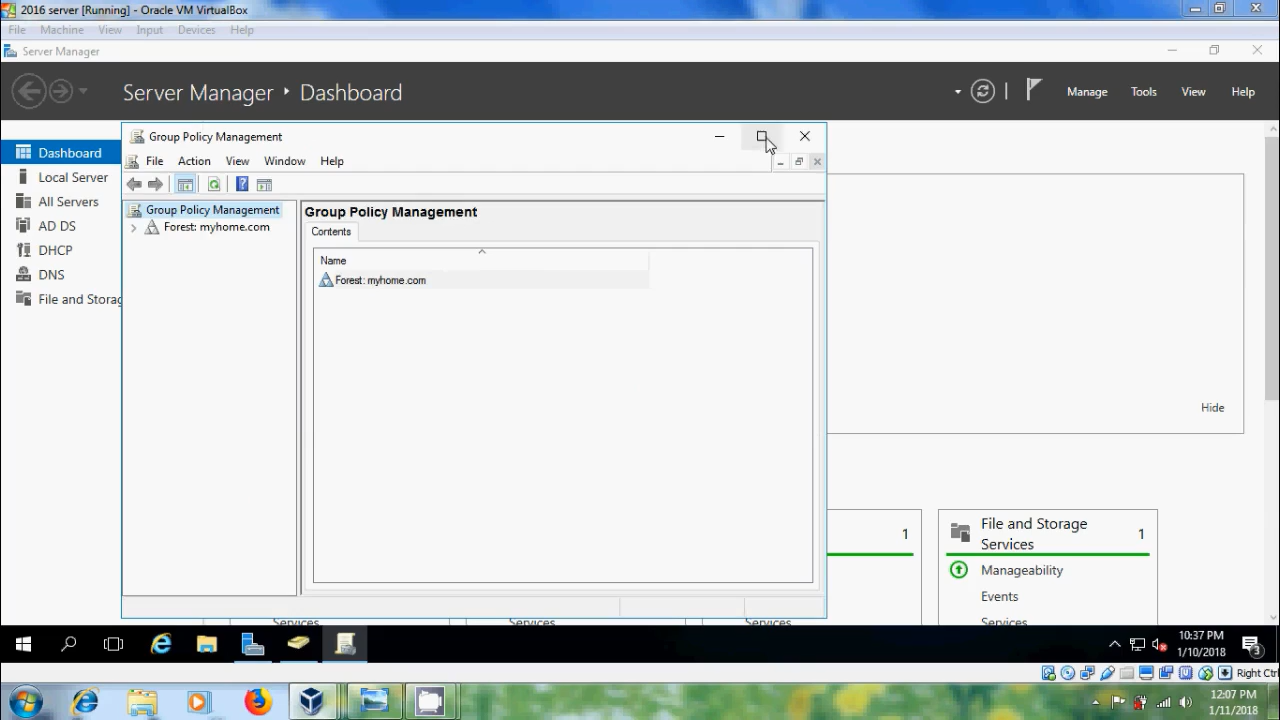 2016 server [Running] - Oracle VM VirtualBox
File Machine View Input Devices Help
Server Manager
Server Manager Dashboard
Manage Tools View Help
Group Policy Management
Dashboard
File Action View Window Help
Local Server
All Servers
Group Policy Management
Group Policy Management
AD DS
Forest: myhome.com
Contents
DHCP
Name
DNS
Forest: myhome.com
File and Storag
Hide
File and Storage
Services
1
1
Manageability
Events
Services
Services
Services
Services
10:37 PM
1/10/2018
3
Right Ctrl
12:07 PM
1/11/2018